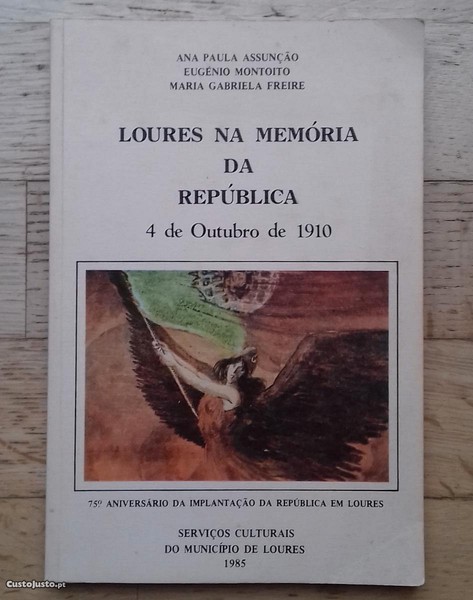 ANA PAULA ASSUNÇÃO
EUGÉNIO MONTOITO
MARIA GABRIELA FREIRE
LOURES NA MEMÓRIA
DA
REPÚBLICA
4 de Outubro de 1910
75º ANIVERSÁRIO DA IMPLANTAÇÃO DA REPÚBLICA EM LOURES
SERVIÇOS CULTURAIS
DO MUNICÍPIO DE LOURES
1985
CustoJusto.pt